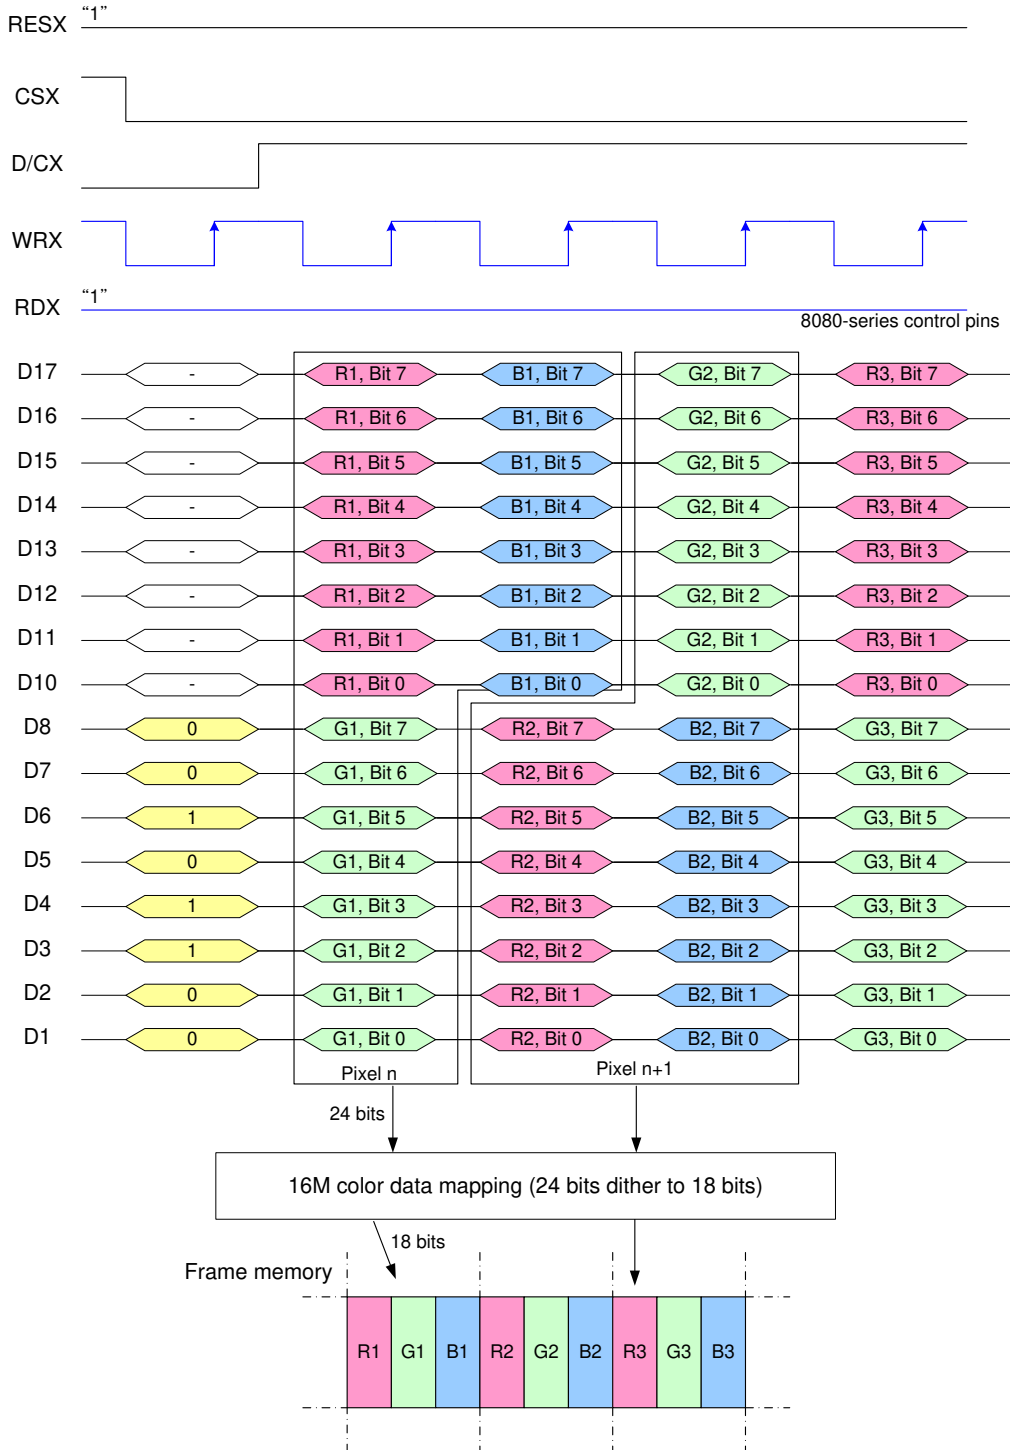 RESX "1"
CSX
D/CX
WRX
RDX "1"
8080-series control pins
D17 - R1, Bit 7 B1, Bit 7 G2, Bit 7 R3, Bit 7
D16 - R1, Bit 6 B1, Bit 6 G2, Bit 6 R3, Bit 6
D15 - R1, Bit 5 B1, Bit 5 G2, Bit 5 R3, Bit 5
D14 - R1, Bit 4 B1, Bit 4 G2, Bit 4 R3, Bit 4
D13 - R1, Bit 3 B1, Bit 3 G2, Bit 3 R3, Bit 3
D12 - R1, Bit 2 B1, Bit 2 G2, Bit 2 R3, Bit 2
D11 - R1, Bit 1 B1, Bit 1 G2, Bit 1 R3, Bit 1
D10 - R1, Bit 0 B1, Bit 0 G2, Bit 0 R3, Bit 0
D8 0 G1, Bit 7 R2, Bit 7 B2, Bit 7 G3, Bit 7
D7 0 G1, Bit 6 R2, Bit 6 B2, Bit 6 G3, Bit 6
D6 1 G1, Bit 5 R2, Bit 5 B2, Bit 5 G3, Bit 5
D5 0 G1, Bit 4 R2, Bit 4 B2, Bit 4 G3, Bit 4
D4 1 G1, Bit 3 R2, Bit 3 B2, Bit 3 G3, Bit 3
D3 1 G1, Bit 2 R2, Bit 2 B2, Bit 2 G3, Bit 2
D2 0 G1, Bit 1 R2, Bit 1 B2, Bit 1 G3, Bit 1
D1 0 G1, Bit 0 R2, Bit 0 B2, Bit 0 G3, Bit 0
Pixel n Pixel n+1
24 bits
16M color data mapping (24 bits dither to 18 bits)
18 bits
Frame memory
R1 G1 B1 R2 G2 B2 R3 G3 B3